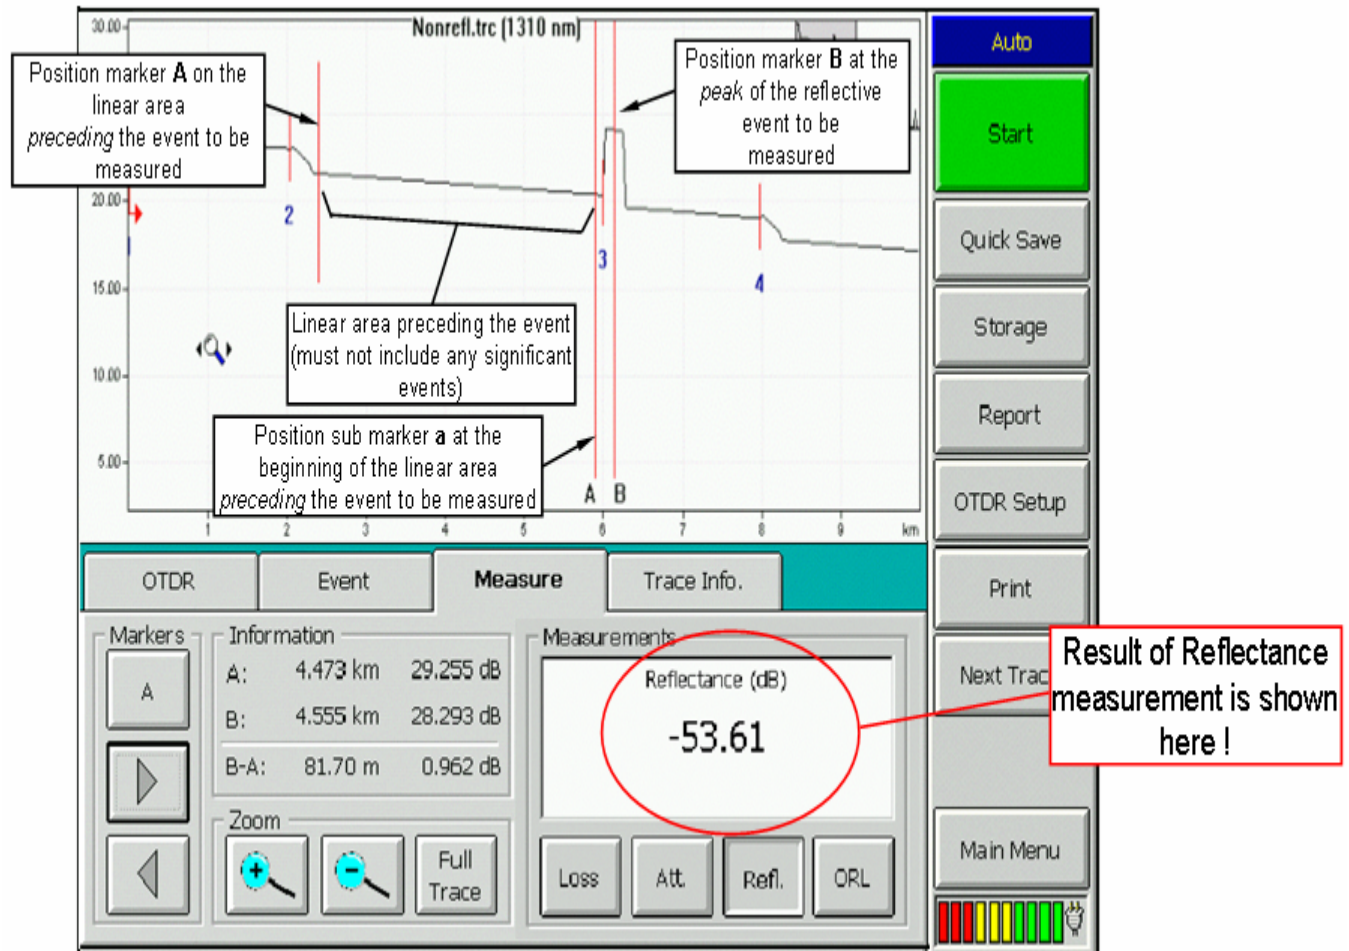 30.00
Nonrefl.trc (1310 nm)
Position marker A on the
linear area
preceding the event to be
measured
Position marker B at the
peak of the reflective
event to be
measured
20.00
15.00
10.00
5.00
2
3
4
Linear area preceding the event
(must not include any significant
events)
Position sub marker a at the
beginning of the linear area
preceding the event to be measured
A B
1 2 3 4 5 6 7 8 9 km
Auto
Start
Quick Save
Storage
Report
OTDR Setup
Print
Next Trac
Main Menu
Result of Reflectance
measurement is shown
here !
OTDR Event Measure Trace Info.
Markers
A
Information
A: 4.473 km 29.255 dB
B: 4.555 km 28.293 dB
B-A: 81.70 m 0.962 dB
Zoom
Full
Trace
Measurements
Reflectance (dB)
-53.61
Loss Att. Refl. ORL